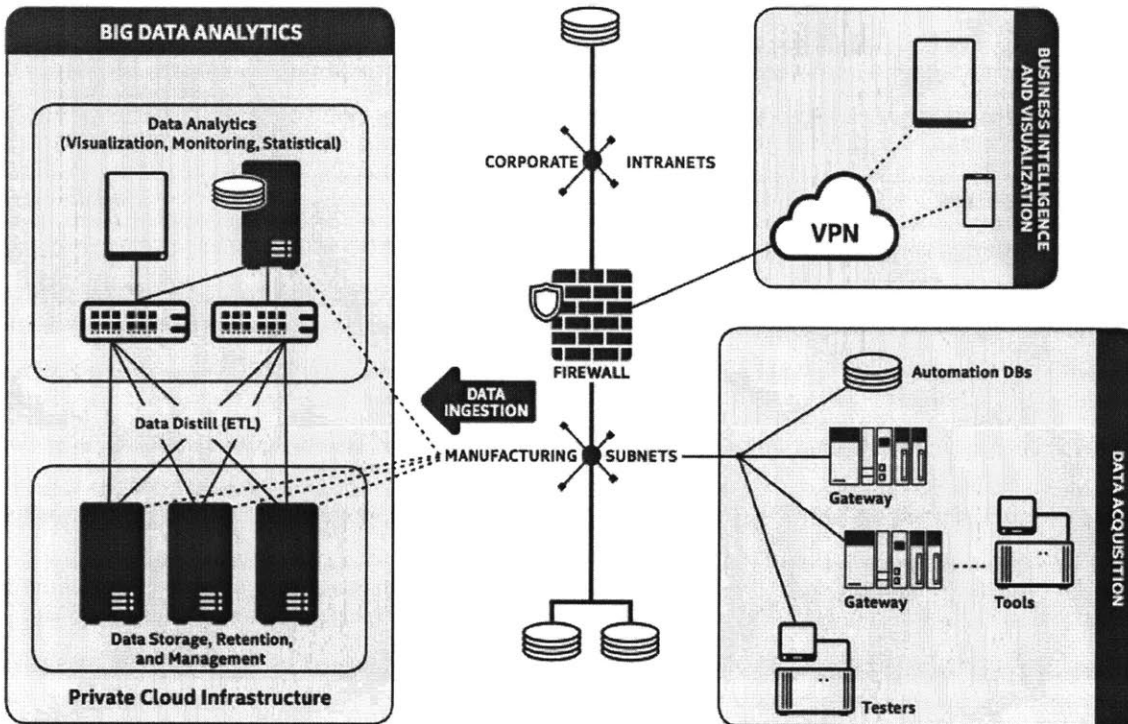 BIG DATA ANALYTICS
Data Analytics
(Visualization, Monitoring, Statistical)
Data Distill (ETL)
Data Storage, Retention,
and Management
Private Cloud Infrastructure
CORPORATE INTRANETS
FIREWALL
DATA
INGESTION
MANUFACTURING SUBNETS
VPN
BUSINESS INTELLIGENCE
AND VISUALIZATION
Automation DBs
Gateway
Gateway
Tools
Testers
DATA ACQUISITION